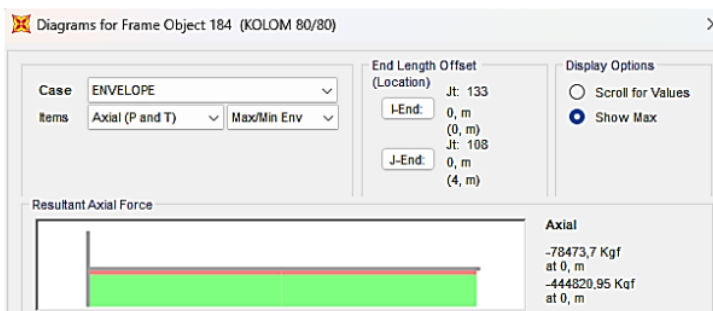 Diagrams for Frame Object 184 (KOLOM 80/80)
Case ENVELOPE
Items Axial (P and T) Max/Min Env
End Length Offset
(Location)
Jt: 133
I-End: 0, m
(0, m)
Jt: 108
J-End: 0, m
(4, m)
Display Options
Scroll for Values
Show Max
Resultant Axial Force
Axial
-78473,7 Kgf
at 0, m
-444820,95 Kgf
at 0, m